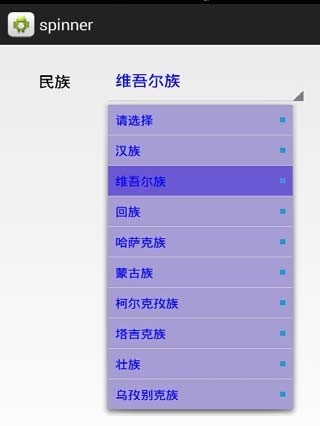 spinner
民族 维吾尔族
请选择
汉族
维吾尔族
回族
哈萨克族
蒙古族
柯尔克孜族
塔吉克族
壮族
乌孜别克族